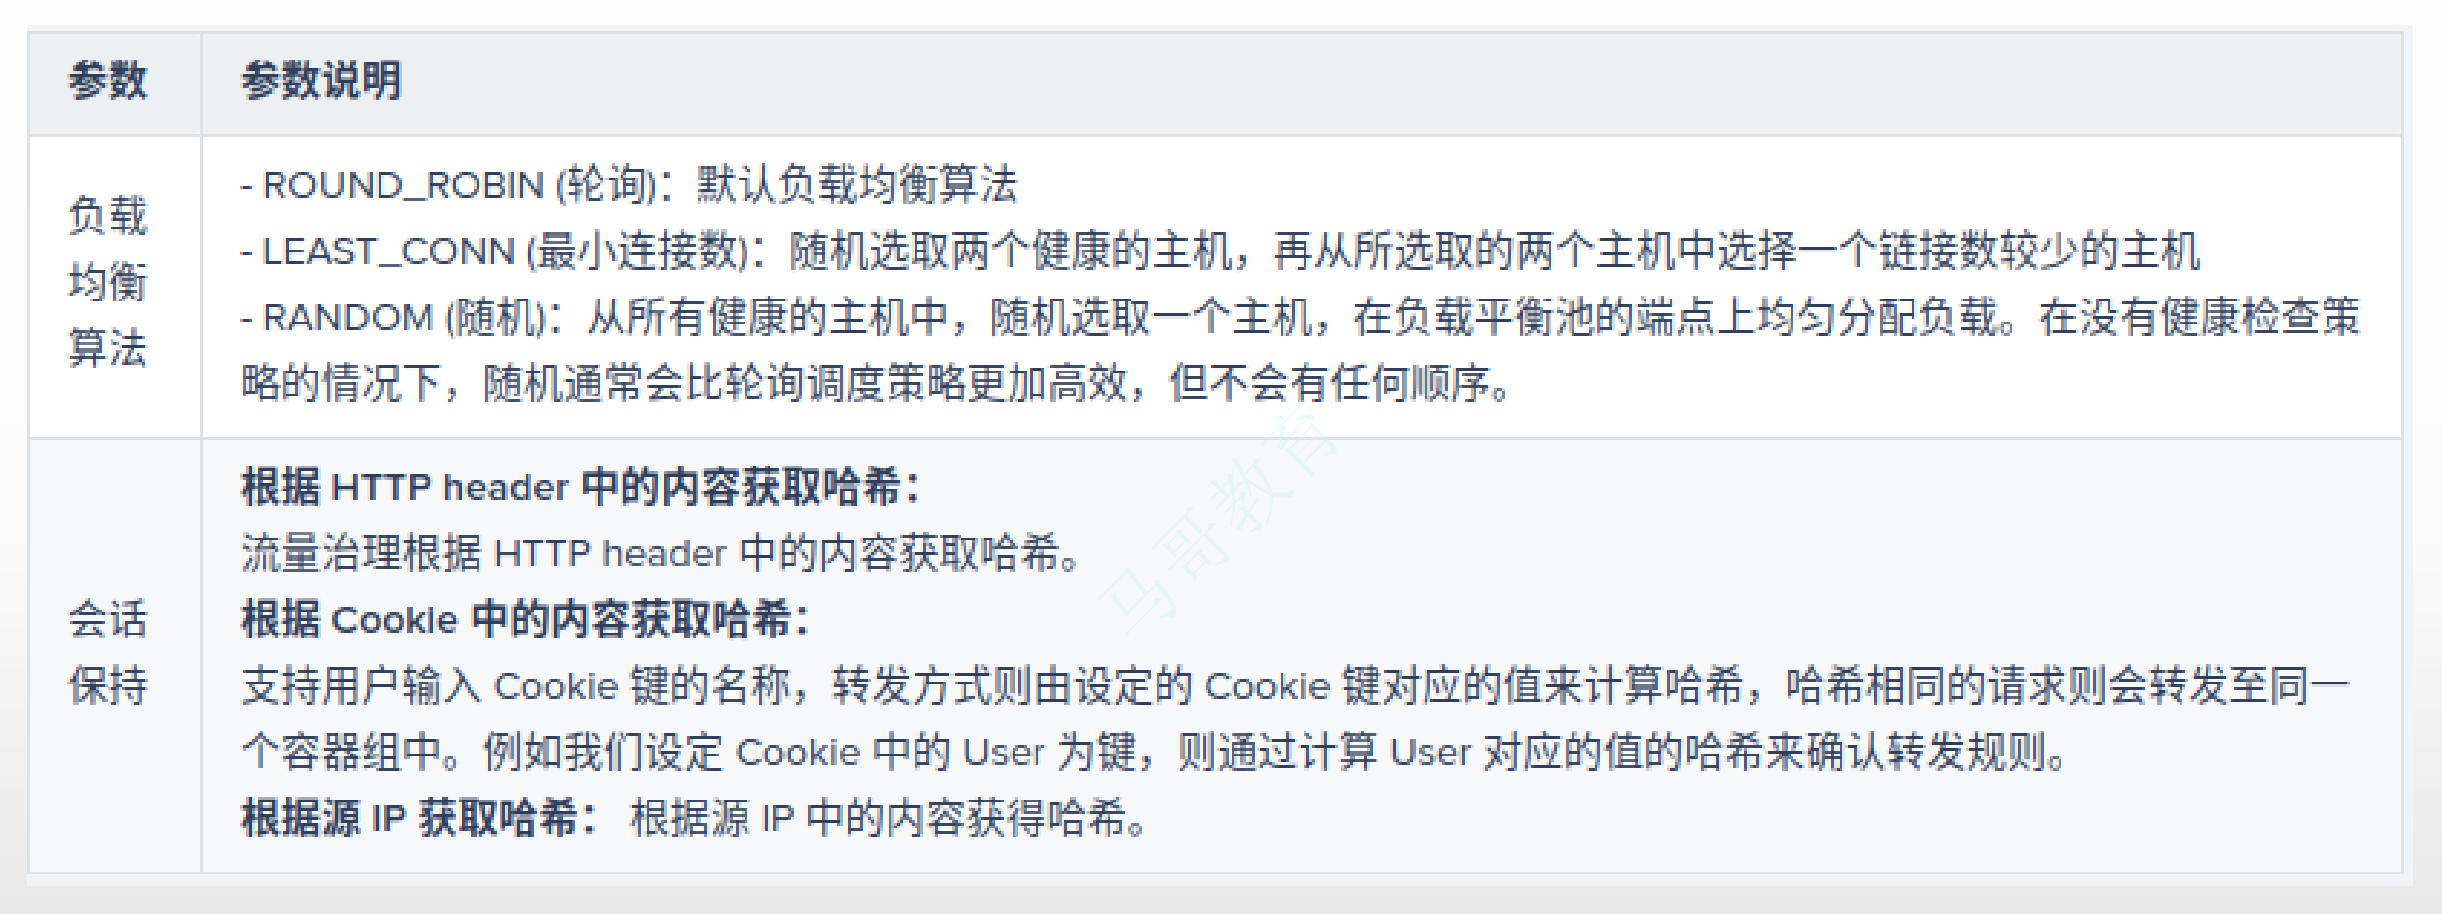 参数
参数说明
负载
均衡
算法
- ROUND_ROBIN (轮询)：默认负载均衡算法
- LEAST_CONN (最小连接数)：随机选取两个健康的主机，再从所选取的两个主机中选择一个链接数较少的主机
- RANDOM (随机)：从所有健康的主机中，随机选取一个主机，在负载平衡池的端点上均匀分配负载。在没有健康检查策
略的情况下，随机通常会比轮询调度策略更加高效，但不会有任何顺序。
会话
保持
根据 HTTP header 中的内容获取哈希：
流量治理根据 HTTP header 中的内容获取哈希。
根据 Cookie 中的内容获取哈希：
支持用户输入 Cookie 键的名称，转发方式则由设定的 Cookie 键对应的值来计算哈希，哈希相同的请求则会转发至同一
个容器组中。例如我们设定 Cookie 中的 User 为键，则通过计算 User 对应的值的哈希来确认转发规则。
根据源 IP 获取哈希： 根据源 IP 中的内容获得哈希。
马哥教育